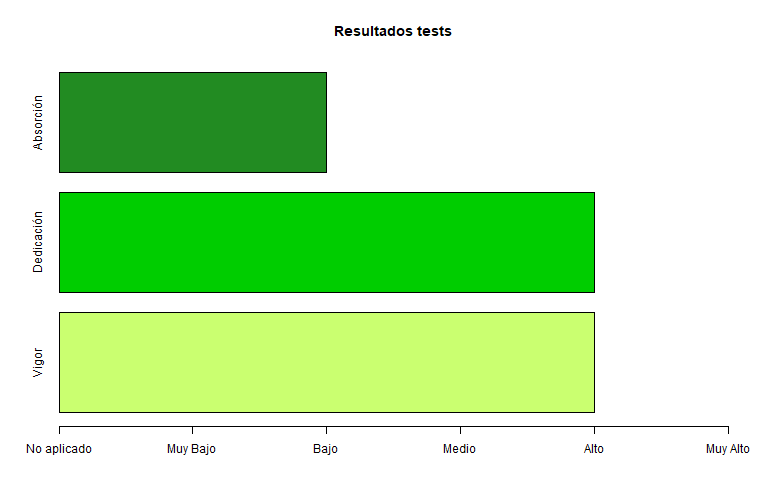 Resultados tests
Absorción
Dedicación
Vigor
No aplicado
Muy Bajo
Bajo
Medio
Alto
Muy Alto